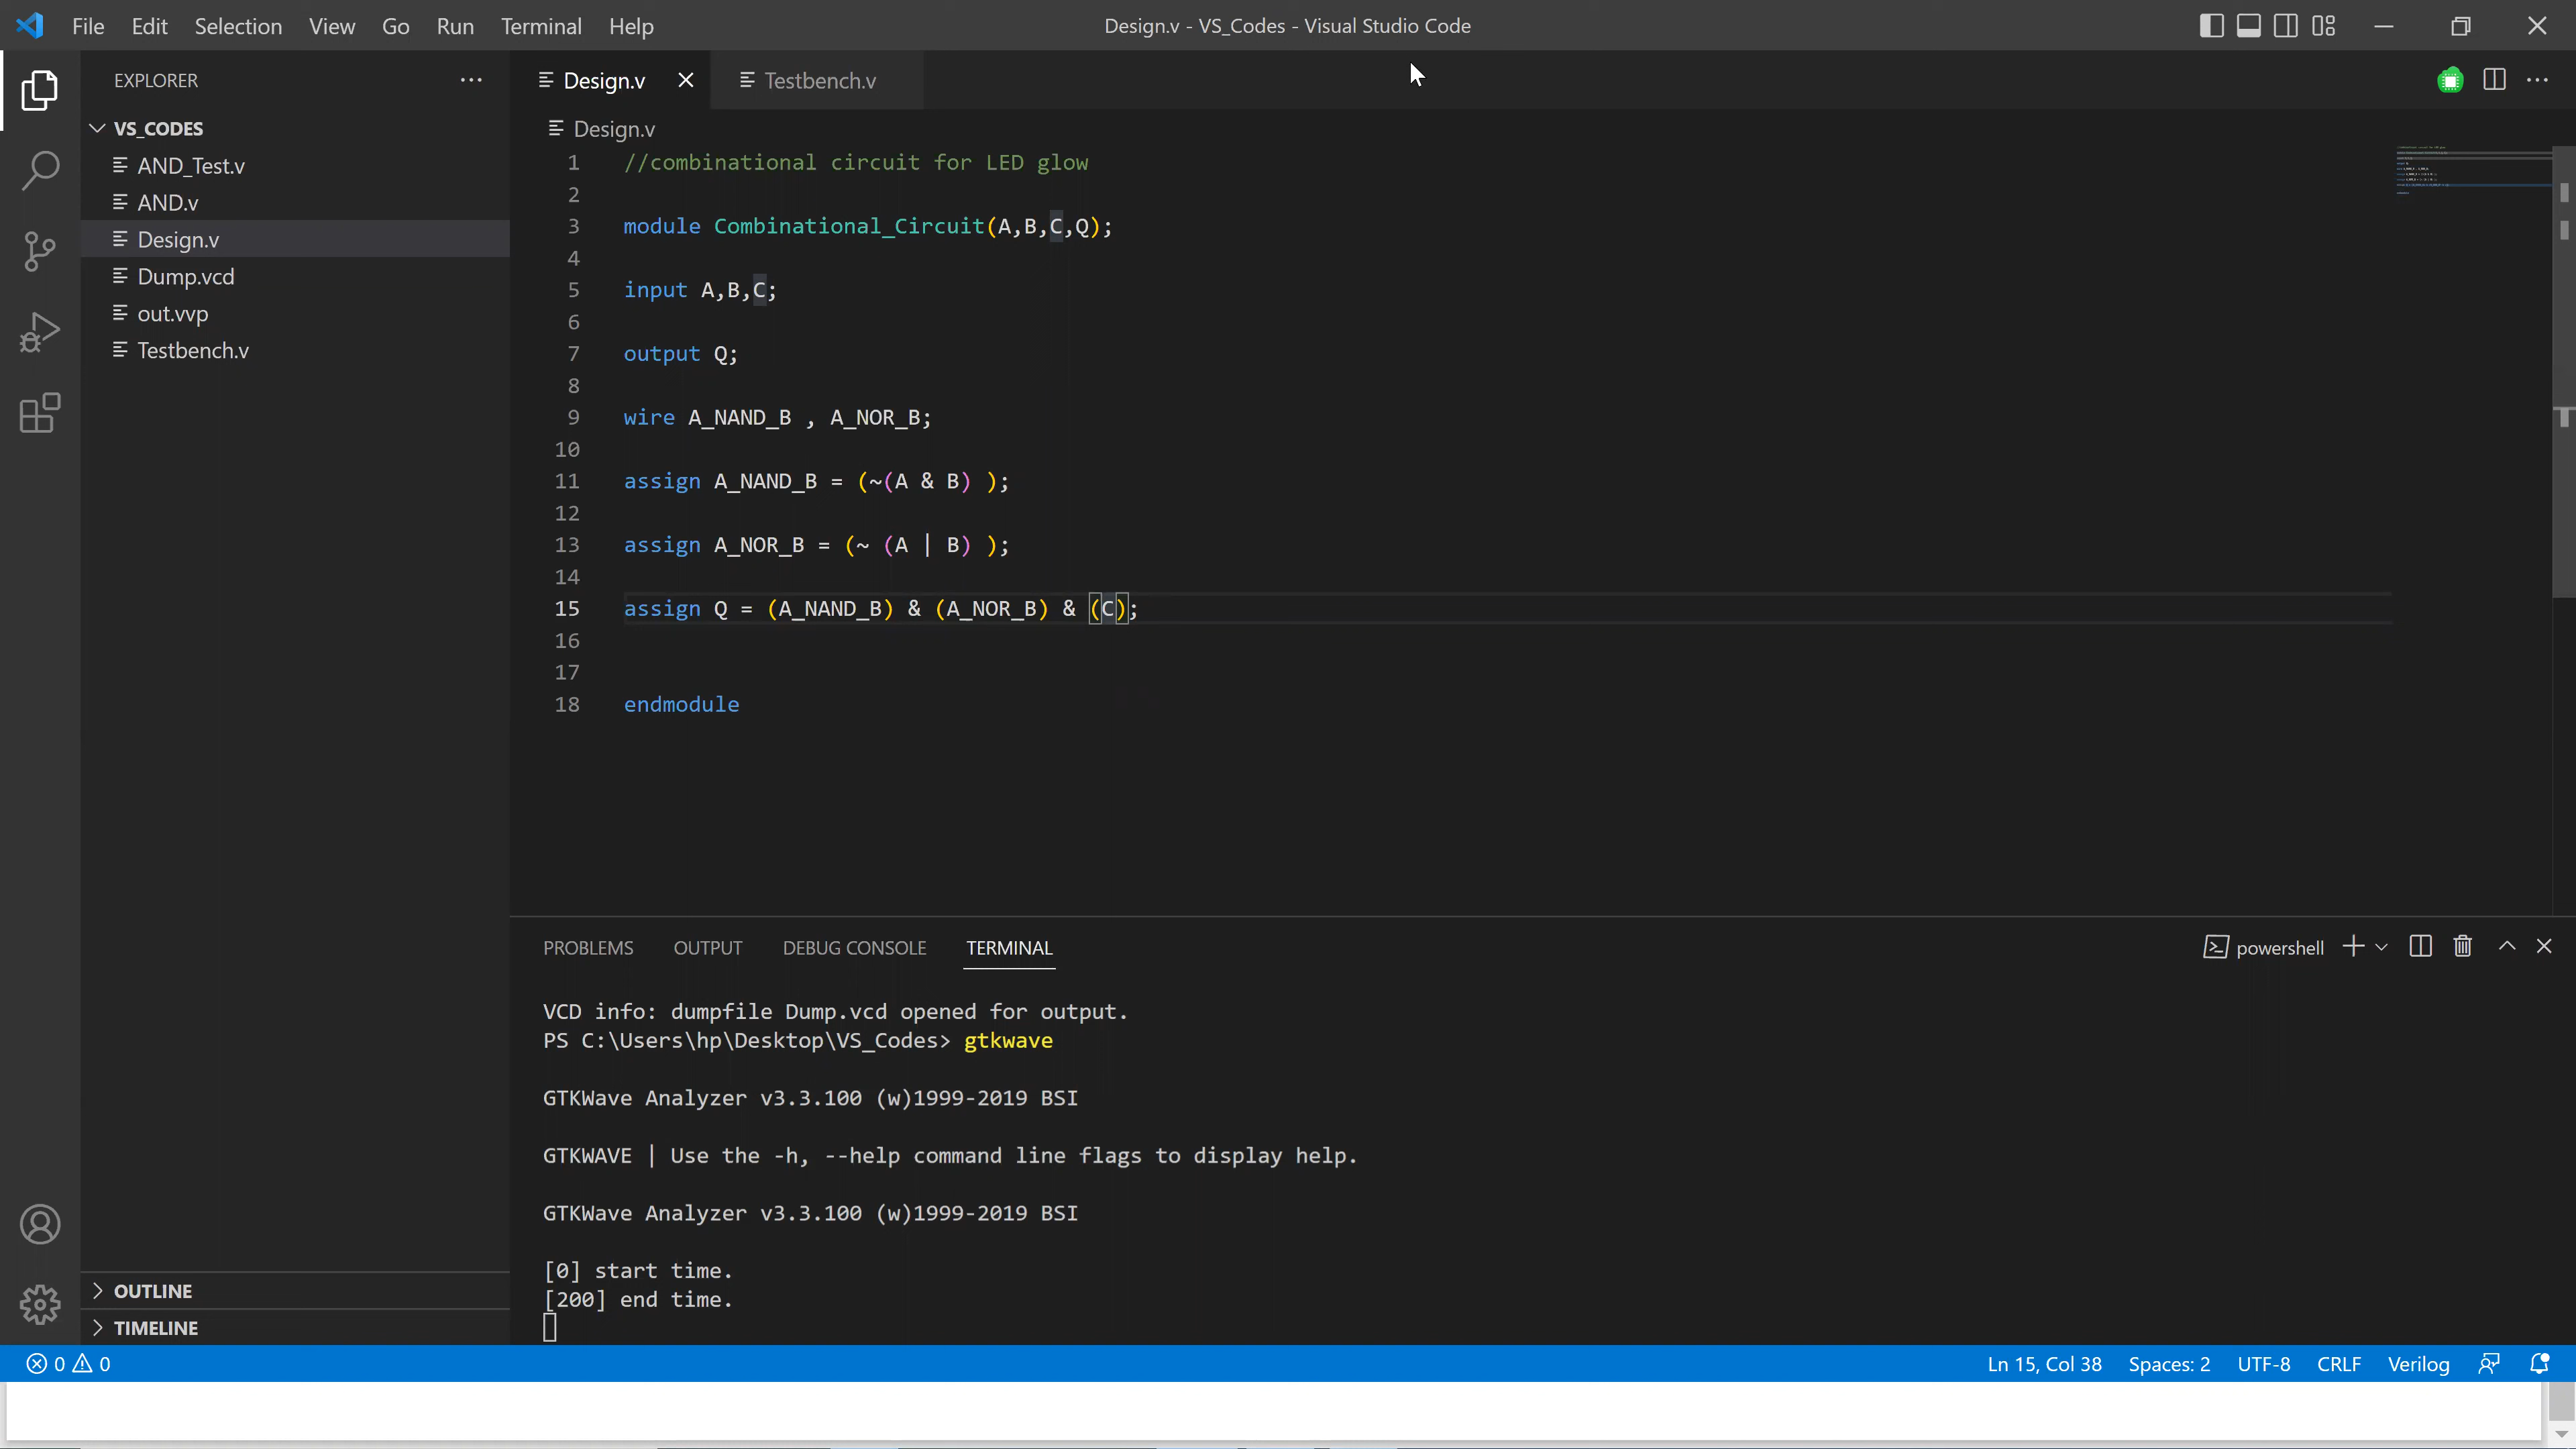 File Edit Selection View Go Run Terminal Help
Design.v - VS_Codes - Visual Studio Code
EXPLORER
VS_CODES
AND_Test.v
AND.v
Design.v
Dump.vcd
out.vvp
Testbench.v
OUTLINE
TIMELINE
Design.v Testbench.v
Design.v
1 //combinational circuit for LED glow
2
3 module Combinational_Circuit(A,B,C,Q);
4
5 input A,B,C;
6
7 output Q;
8
9 wire A_NAND_B , A_NOR_B;
10
11 assign A_NAND_B = (~(A & B) );
12
13 assign A_NOR_B = (~ (A | B) );
14
15 assign Q = (A_NAND_B) & (A_NOR_B) & (C);
16
17
18 endmodule
PROBLEMS OUTPUT DEBUG CONSOLE TERMINAL
powershell
VCD info: dumpfile Dump.vcd opened for output.
PS C:\Users\hp\Desktop\VS_Codes> gtkwave
GTKWave Analyzer v3.3.100 (w)1999-2019 BSI
GTKWAVE | Use the -h, --help command line flags to display help.
GTKWave Analyzer v3.3.100 (w)1999-2019 BSI
[0] start time.
[200] end time.
0 0
Ln 15, Col 38 Spaces: 2 UTF-8 CRLF Verilog